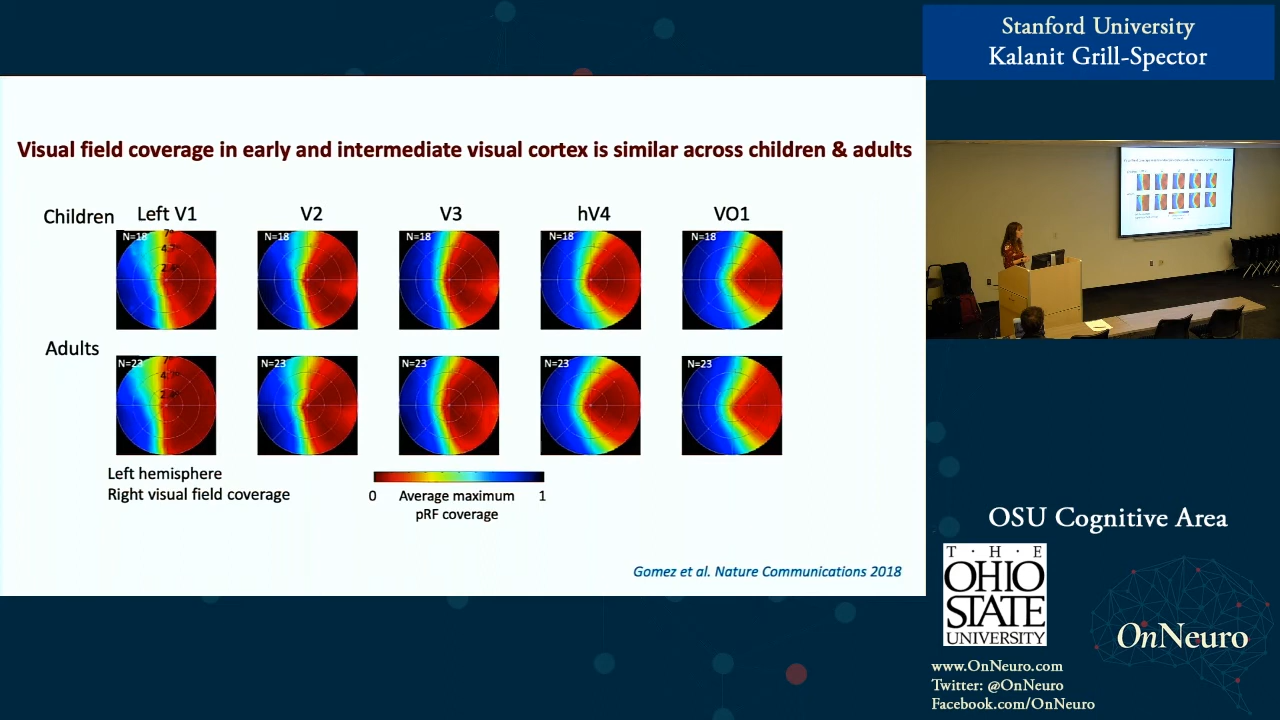 Stanford University
Kalanit Grill-Spector
Visual field coverage in early and intermediate visual cortex is similar across children & adults
Children Left V1 V2 V3 hV4 VO1
N=18 N=18 N=18 N=18 N=18
7°
Adults
N=23 N=23 N=23 N=23 N=23
Left hemisphere
Right visual field coverage
0 Average maximum 1
pRF coverage
Gomez et al. Nature Communications 2018
OSU Cognitive Area
T · H · E
OHIO
STATE
UNIVERSITY
OnNeuro
www.OnNeuro.com
Twitter: @OnNeuro
Facebook.com/OnNeuro